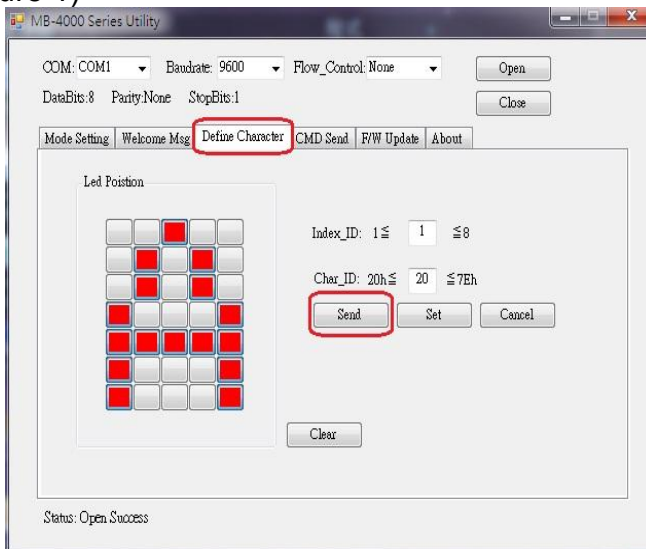 MB-4000 Series Utility
COM: COM1 Baudrate: 9600 Flow_Control: None Open
DataBits:8 Parity:None StopBits:1 Close
Mode Setting Welcome Msg Define Character CMD Send F/W Update About
Led Poistion
Index_ID: 1≦ 1 ≦8
Char_ID: 20h≦ 20 ≦7Eh
Send Set Cancel
Clear
Status: Open Success